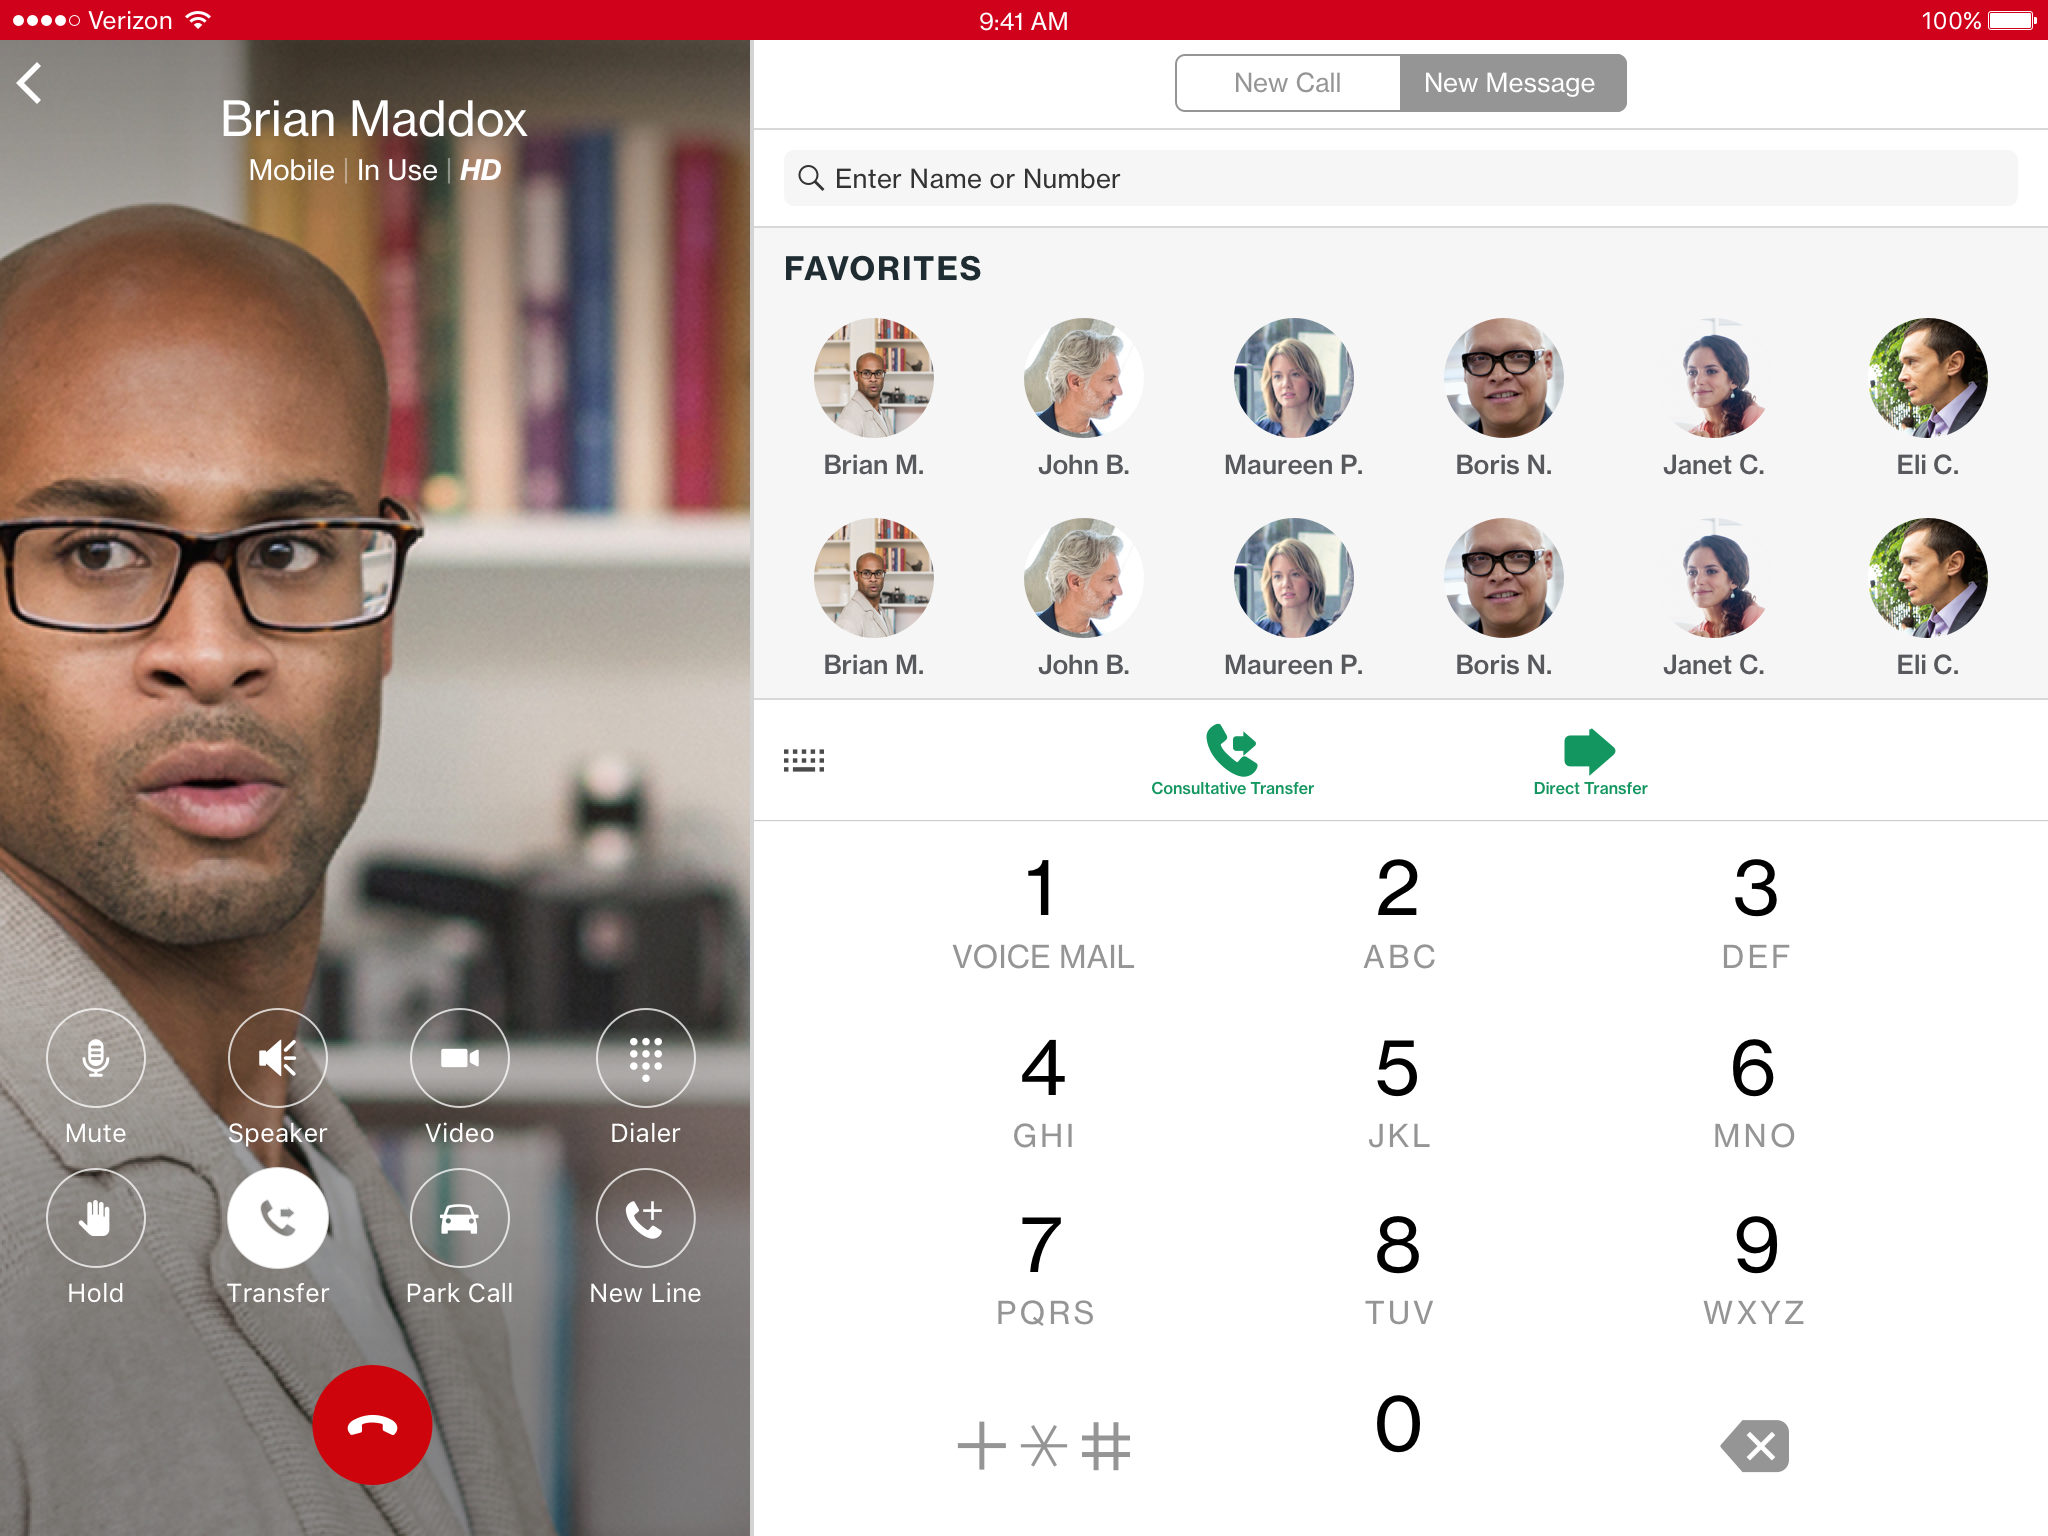 Verizon 9:41 AM 100%
Brian Maddox
Mobile | In Use | HD
Mute Speaker Video Dialer
Hold Transfer Park Call New Line
New Call New Message
Enter Name or Number
FAVORITES
Brian M. John B. Maureen P. Boris N. Janet C. Eli C.
Brian M. John B. Maureen P. Boris N. Janet C. Eli C.
Consultative Transfer Direct Transfer
1 2 3
VOICE MAIL ABC DEF
4 5 6
GHI JKL MNO
7 8 9
PQRS TUV WXYZ
+ * # 0